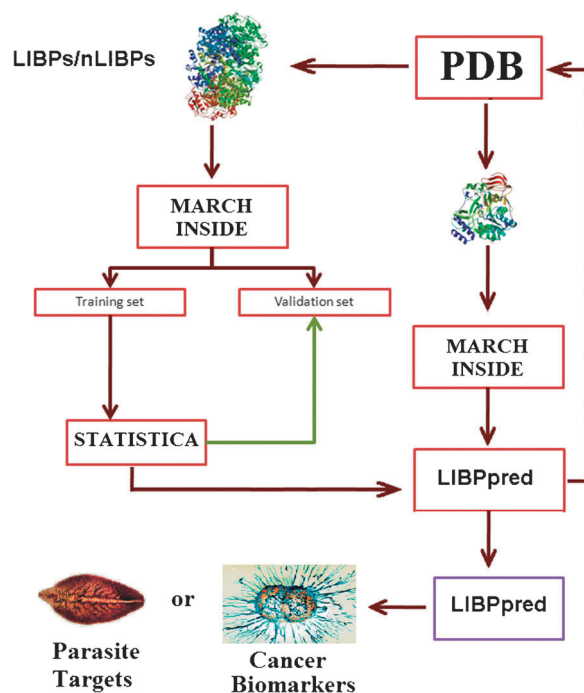 LIBPs/nLIBPs
PDB
MARCH
INSIDE
Training set
Validation set
MARCH
INSIDE
STATISTICA
LIBPpred
LIBPpred
or
Parasite
Targets
Cancer
Biomarkers